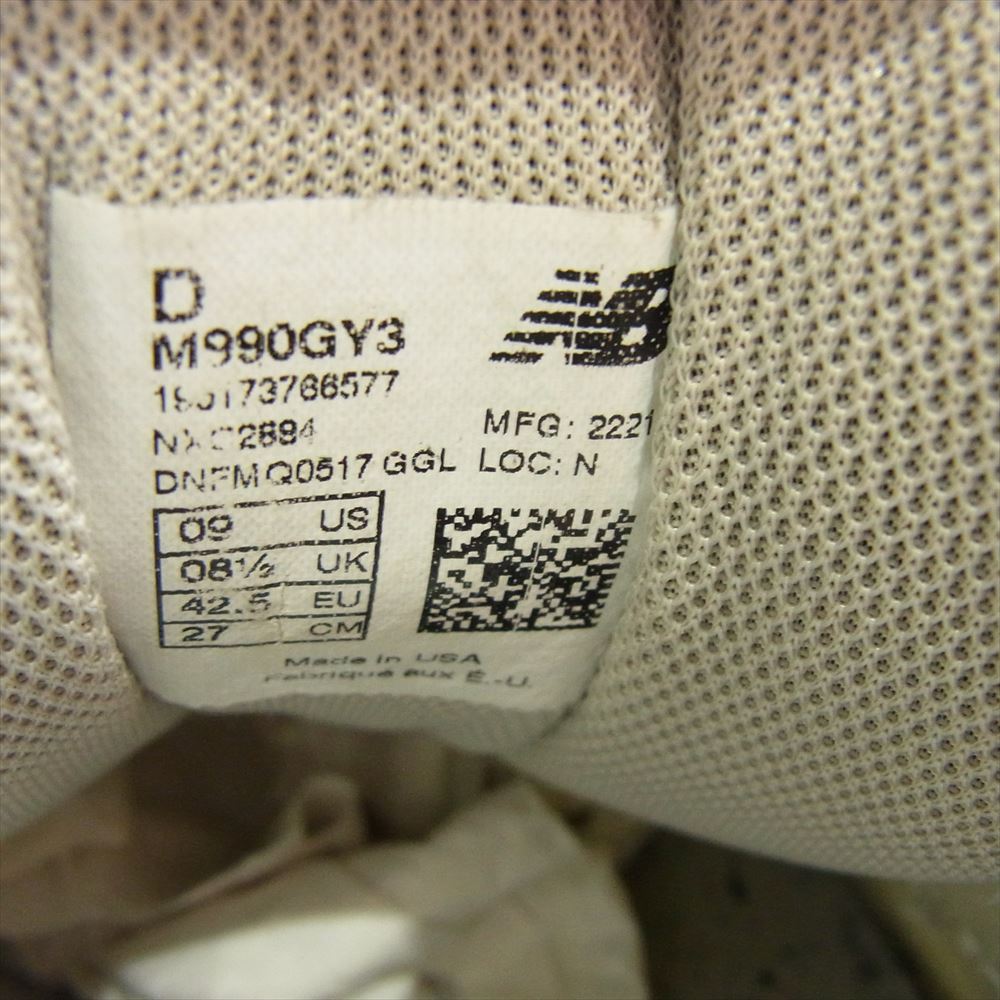 D
M990GY3
NB
MFG: 2221
DNFMQ0517 GGL LOC: N
09 US
08½ UK
42.5 EU
27 CM
Made in USA
Fabriqué aux É.-U.